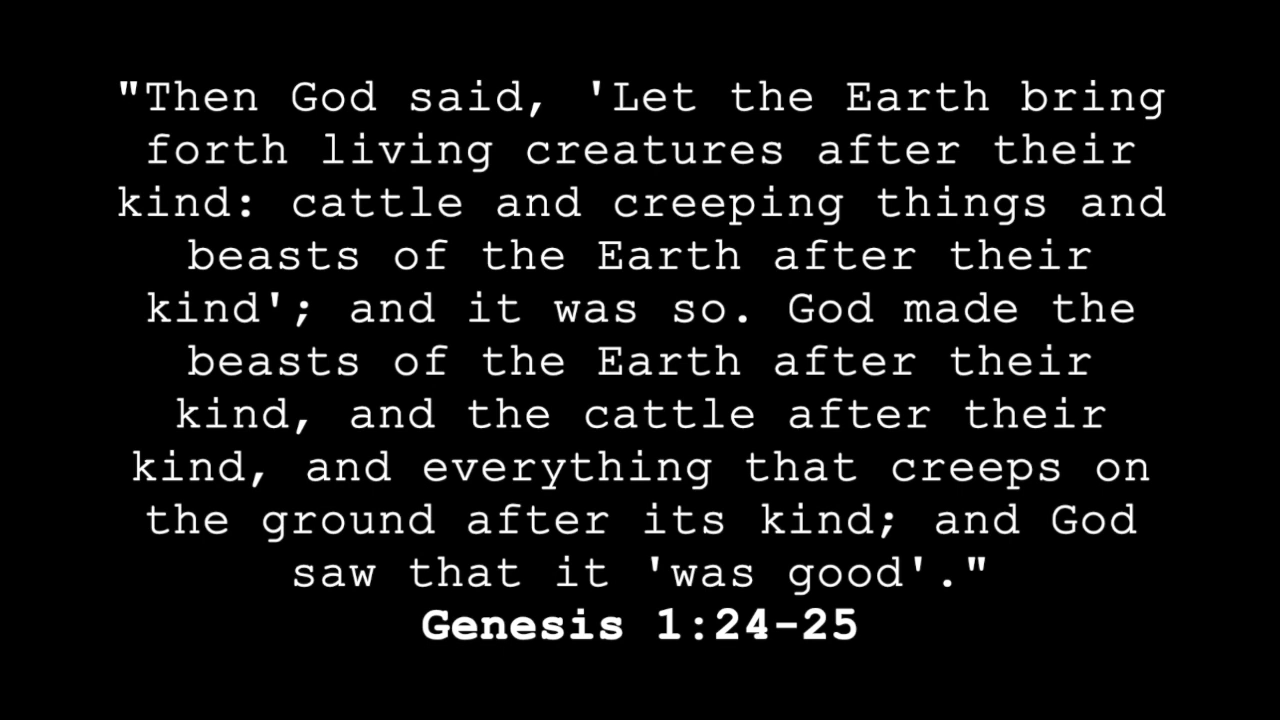 "Then God said, 'Let the Earth bring
forth living creatures after their
kind: cattle and creeping things and
beasts of the Earth after their
kind'; and it was so. God made the
beasts of the Earth after their
kind, and the cattle after their
kind, and everything that creeps on
the ground after its kind; and God
saw that it 'was good'."
Genesis 1:24-25